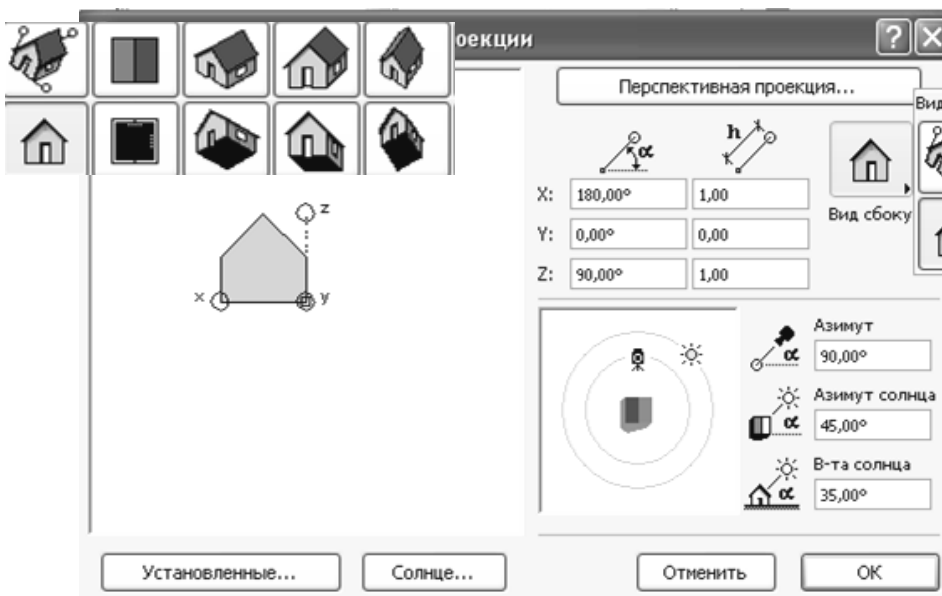 оекции
Перспективная проекция...
α h
X: 180,00° 1,00
Y: 0,00° 0,00
Z: 90,00° 1,00
Вид сбоку
Вид
z
x y
Азимут
α 90,00°
Азимут солнца
α 45,00°
В-та солнца
α 35,00°
Установленные...
Солнце...
Отменить
OK